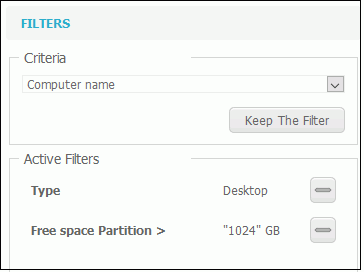 FILTERS
Criteria
Computer name
Keep The Filter
Active Filters
Type Desktop
Free space Partition > "1024" GB